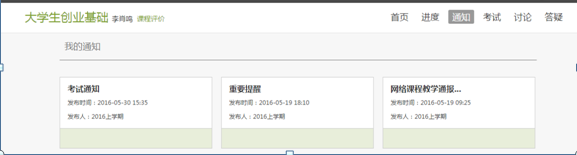 大学生创业基础 李肖鸣 课程评价 首页 进度 通知 考试 讨论 答疑
我的通知
考试通知
发布时间：2016-05-30 15:35
发布人：2016上学期
重要提醒
发布时间：2016-05-19 18:10
发布人：2016上学期
网络课程教学通报...
发布时间：2016-05-19 09:25
发布人：2016上学期